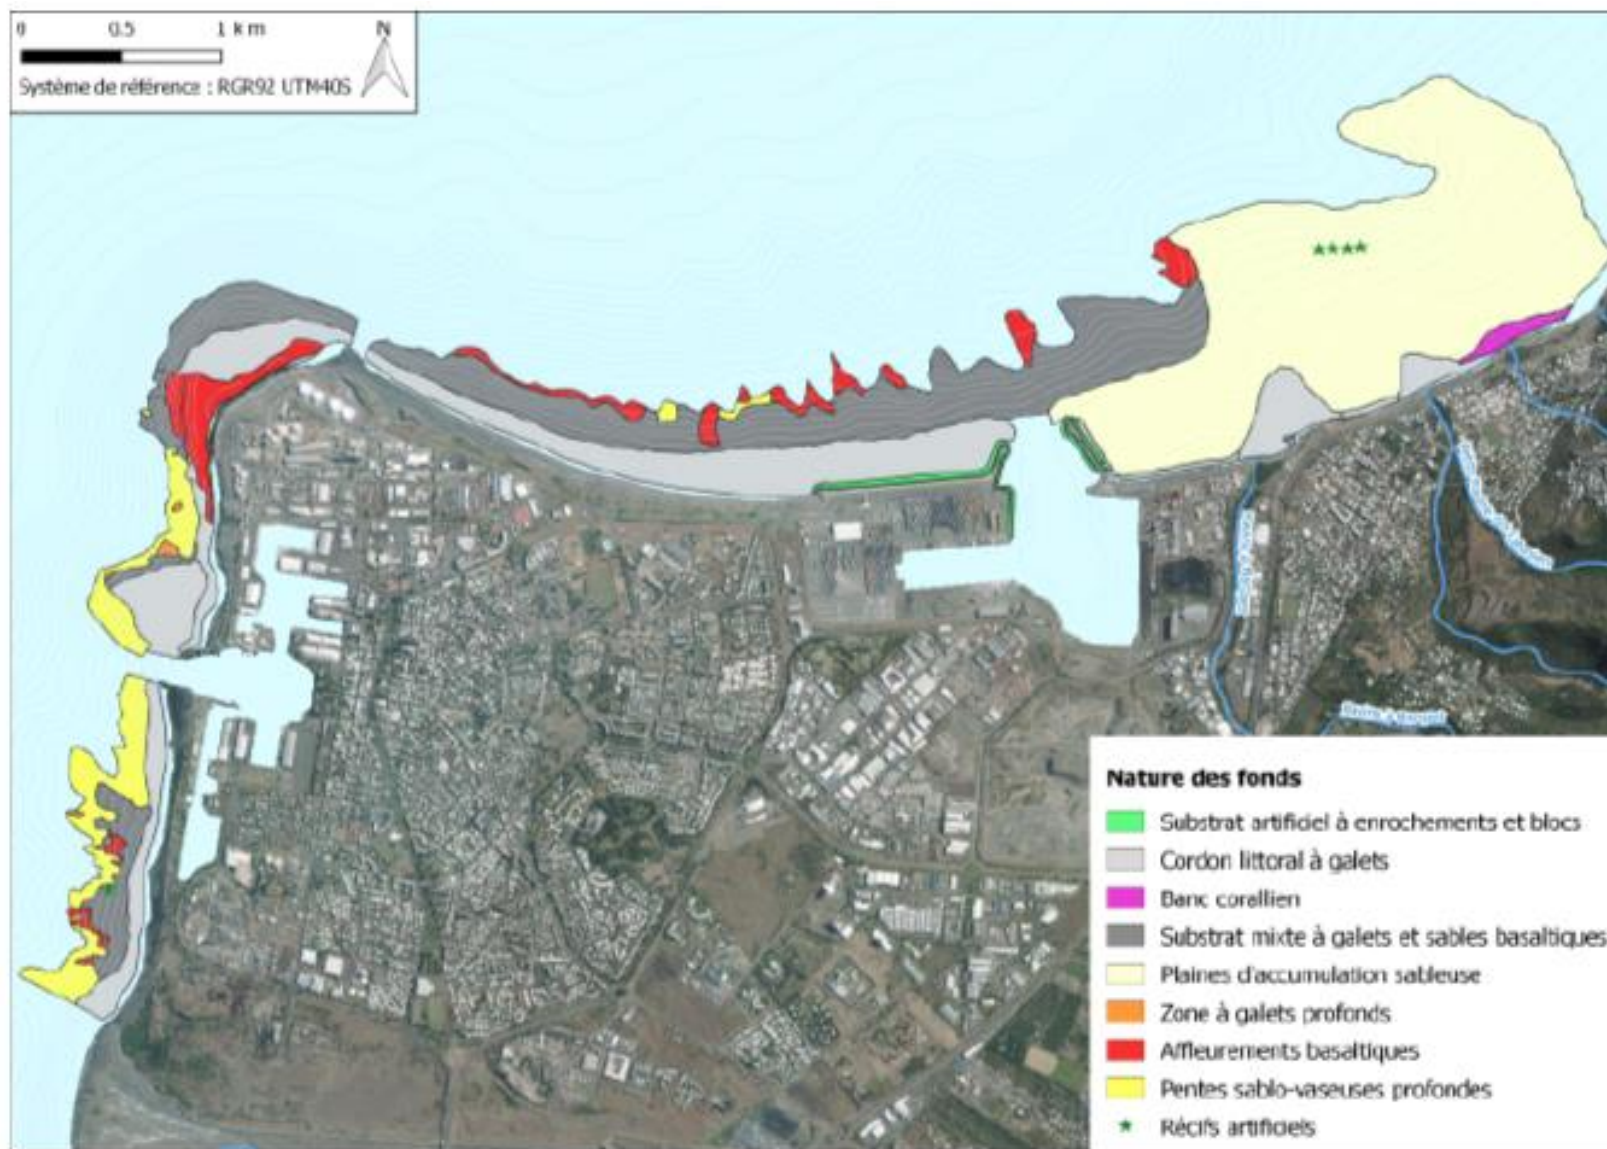 0 0.5 1 km
N
Système de référence : RGR92 UTM40S
Nature des fonds
Substrat artificiel à enrochements et blocs
Cordon littoral à galets
Banc corallien
Substrat mixte à galets et sables basaltiques
Plaines d'accumulation sableuse
Zone à galets profonds
Affleurements basaltiques
Pentes sablo-vaseuses profondes
Récifs artificiels